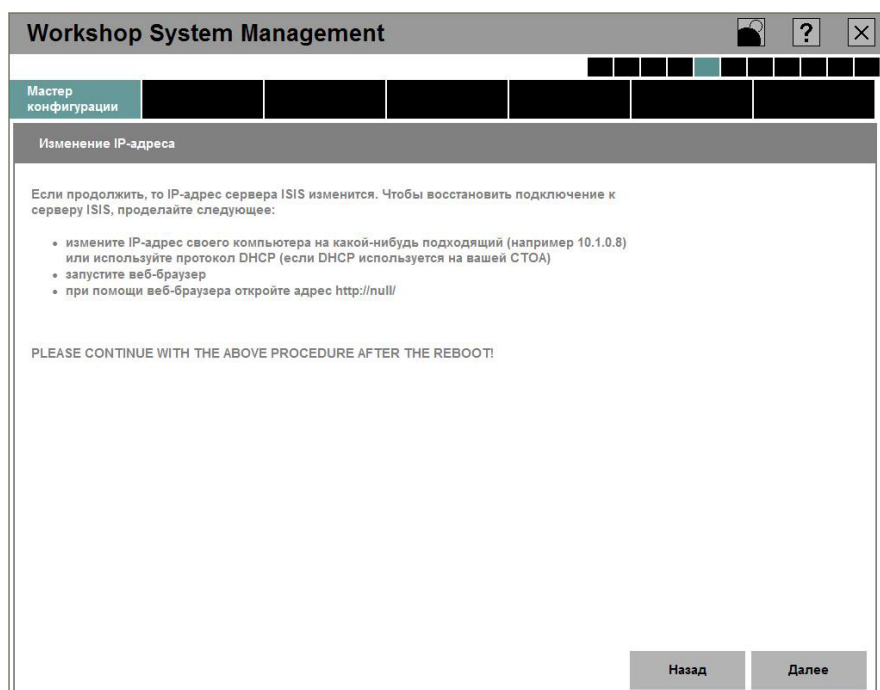 Workshop System Management
?
Мастер
конфигурации
Изменение IP-адреса
Если продолжить, то IP-адрес сервера ISIS изменится. Чтобы восстановить подключение к
серверу ISIS, проделайте следующее:
• измените IP-адрес своего компьютера на какой-нибудь подходящий (например 10.1.0.8)
или используйте протокол DHCP (если DHCP используется на вашей СТОА)
• запустите веб-браузер
• при помощи веб-браузера откройте адрес http://null/
PLEASE CONTINUE WITH THE ABOVE PROCEDURE AFTER THE REBOOT!
Назад
Далее